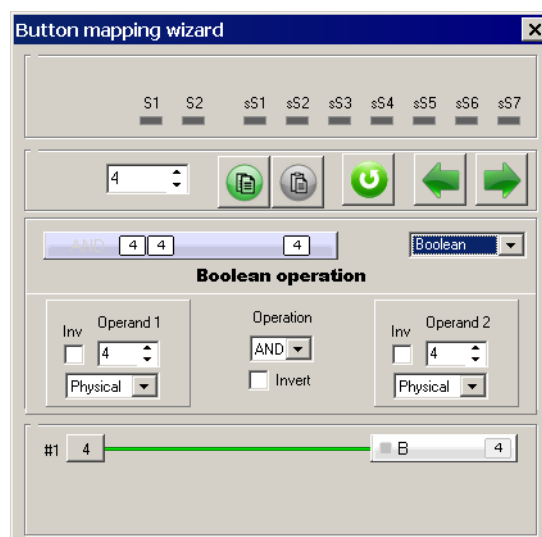 Button mapping wizard
S1 S2 sS1 sS2 sS3 sS4 sS5 sS6 sS7
4
AND 4 4 4 Boolean
Boolean operation
Operand 1 Operation Operand 2
Inv 4 AND Inv 4
Physical Invert Physical
#1 4 B 4